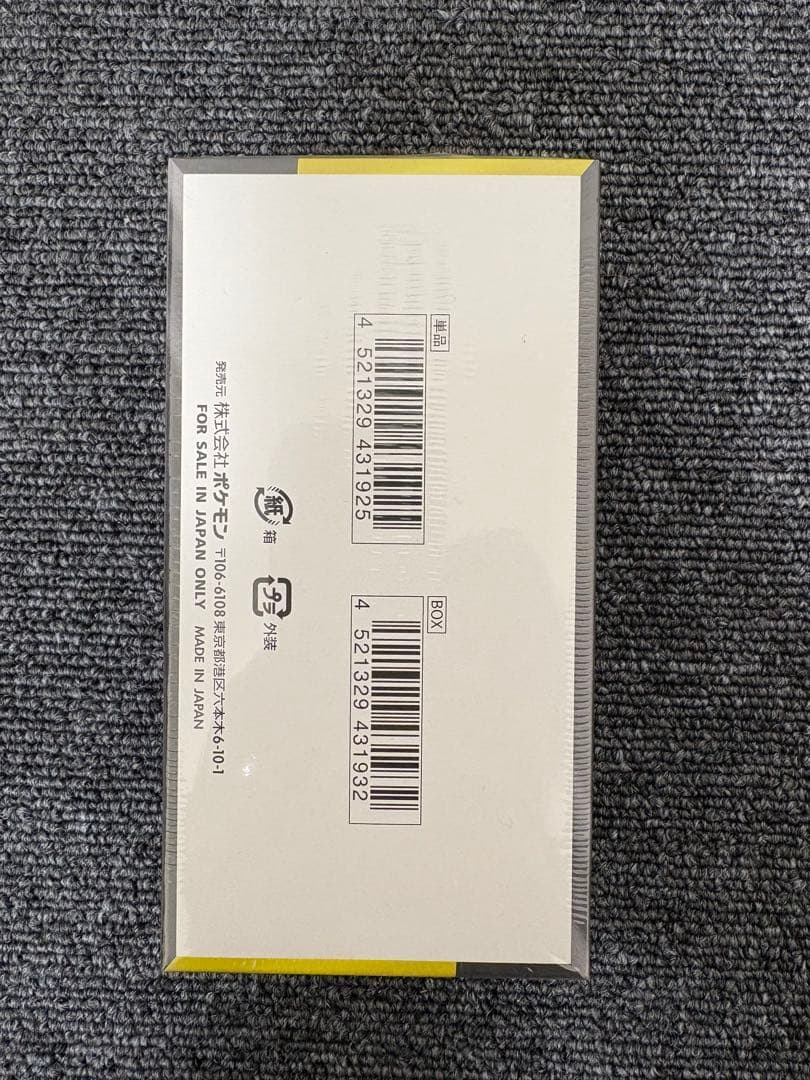 単品
4 521329 431925
BOX
4 521329 431932
紙 箱
プラ 外装
発売元 株式会社 ポケモン 〒106-6108 東京都港区六本木6-10-1
FOR SALE IN JAPAN ONLY MADE IN JAPAN